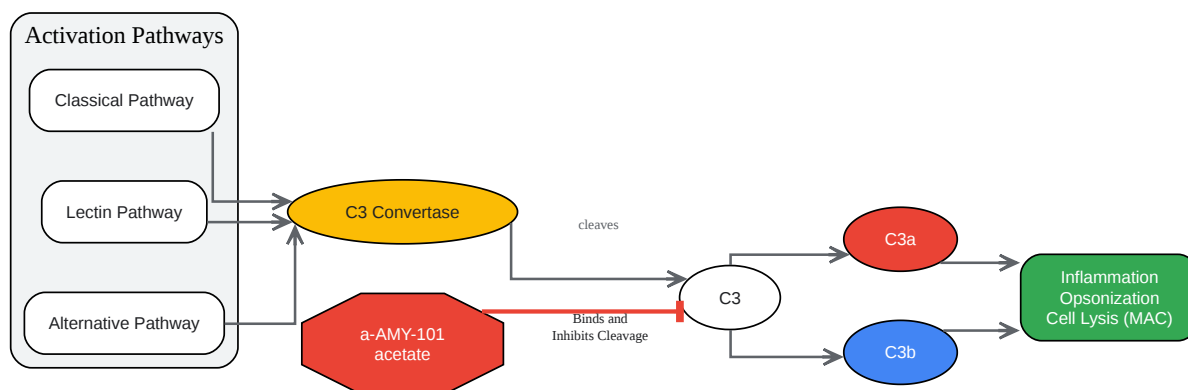 Activation Pathways
Classical Pathway
Lectin Pathway
Alternative Pathway
C3 Convertase
a-AMY-101
acetate
cleaves
Binds and
Inhibits Cleavage
C3
C3a
C3b
Inflammation
Opsonization
Cell Lysis (MAC)